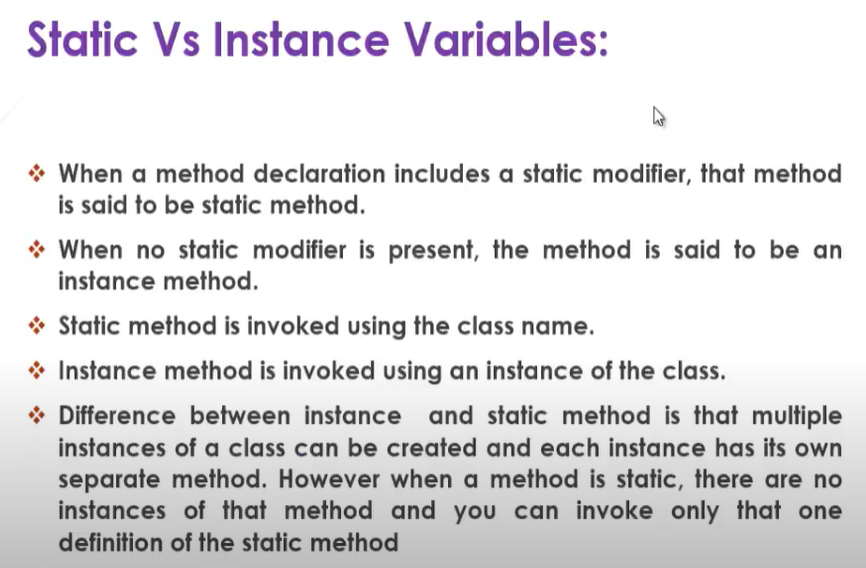 Static Vs Instance Variables:
When a method declaration includes a static modifier, that method
is said to be static method.
When no static modifier is present, the method is said to be an
instance method.
Static method is invoked using the class name.
Instance method is invoked using an instance of the class.
Difference between instance and static method is that multiple
instances of a class can be created and each instance has its own
separate method. However when a method is static, there are no
instances of that method and you can invoke only that one
definition of the static method